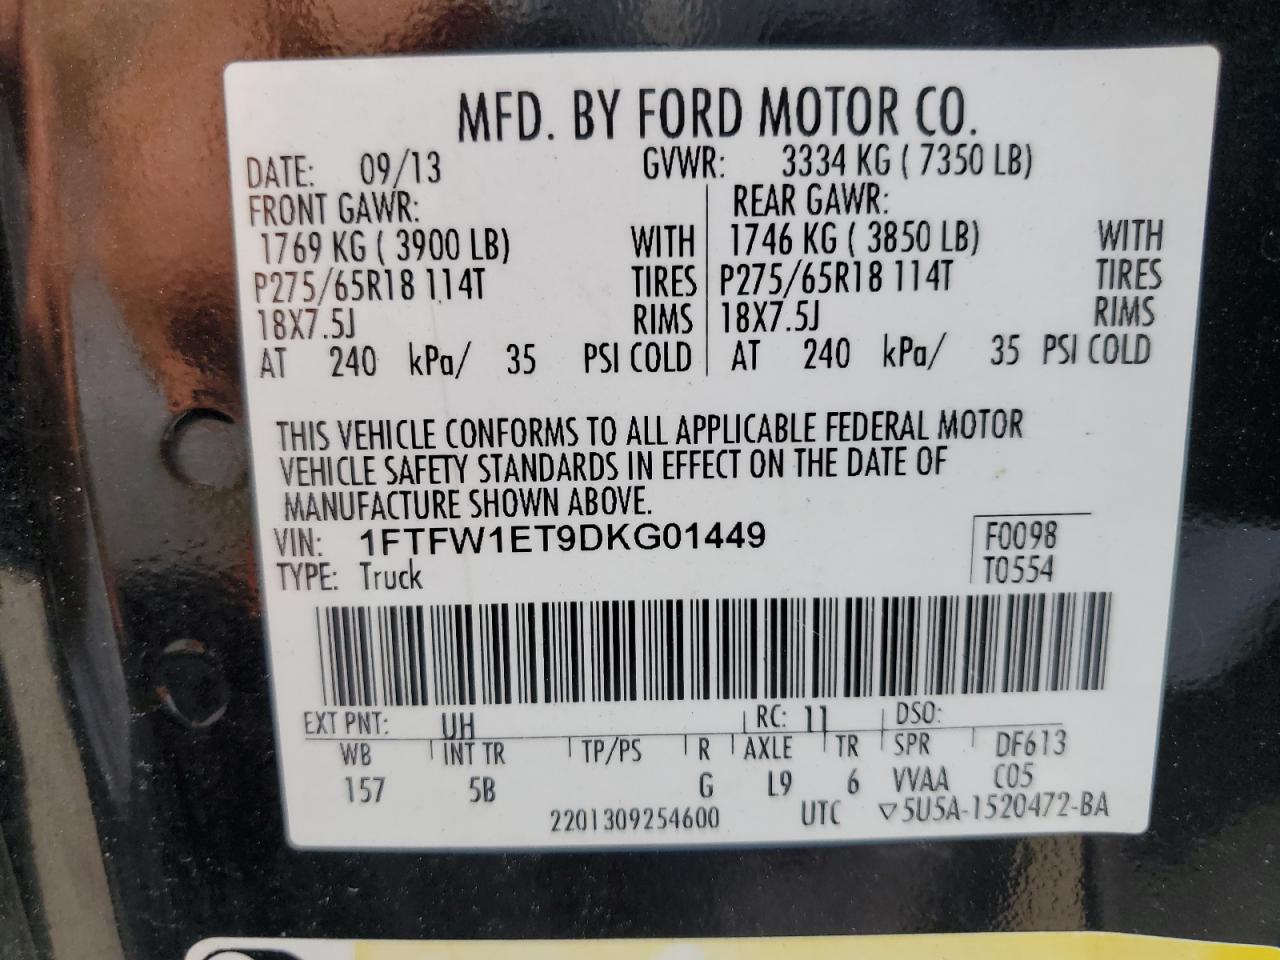 MFD. BY FORD MOTOR CO.
DATE: 09/13 GVWR: 3334 KG ( 7350 LB)
FRONT GAWR: REAR GAWR:
1769 KG ( 3900 LB) WITH 1746 KG ( 3850 LB) WITH
P275/65R18 114T TIRES P275/65R18 114T TIRES
18X7.5J RIMS 18X7.5J RIMS
AT 240 kPa/ 35 PSI COLD AT 240 kPa/ 35 PSI COLD
THIS VEHICLE CONFORMS TO ALL APPLICABLE FEDERAL MOTOR
VEHICLE SAFETY STANDARDS IN EFFECT ON THE DATE OF
MANUFACTURE SHOWN ABOVE.
VIN: 1FTFW1ET9DKG01449 F0098
TYPE: Truck T0554
EXT PNT: UH RC: 11 DSO:
WB INT TR TP/PS R AXLE TR SPR DF613
157 5B G L9 6 VVAA C05
2201309254600 UTC ▽5U5A-1520472-BA